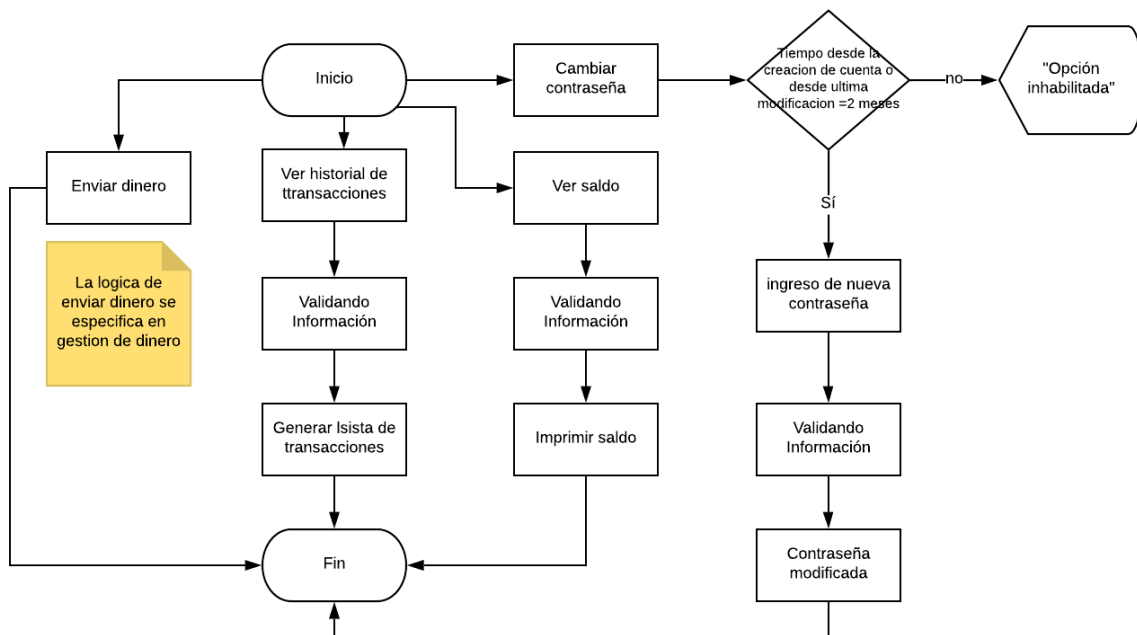 Inicio
Cambiar
contraseña
Tiempo desde la
creacion de cuenta o
desde ultima
modificacion =2 meses
no
"Opción
inhabilitada"
Enviar dinero
Ver historial de
ttransacciones
Ver saldo
Sí
La logica de
enviar dinero se
especifica en
gestion de dinero
Validando
Información
Validando
Información
ingreso de nueva
contraseña
Generar lsista de
transacciones
Imprimir saldo
Validando
Información
Fin
Contraseña
modificada